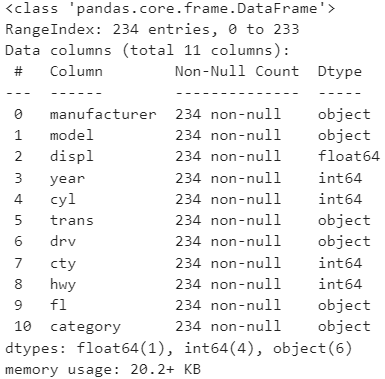 <class 'pandas.core.frame.DataFrame'>
RangeIndex: 234 entries, 0 to 233
Data columns (total 11 columns):
 #   Column        Non-Null Count  Dtype
---  ------        --------------  -----
 0   manufacturer  234 non-null    object
 1   model         234 non-null    object
 2   displ         234 non-null    float64
 3   year          234 non-null    int64
 4   cyl           234 non-null    int64
 5   trans         234 non-null    object
 6   drv           234 non-null    object
 7   cty           234 non-null    int64
 8   hwy           234 non-null    int64
 9   fl            234 non-null    object
 10  category      234 non-null    object
dtypes: float64(1), int64(4), object(6)
memory usage: 20.2+ KB